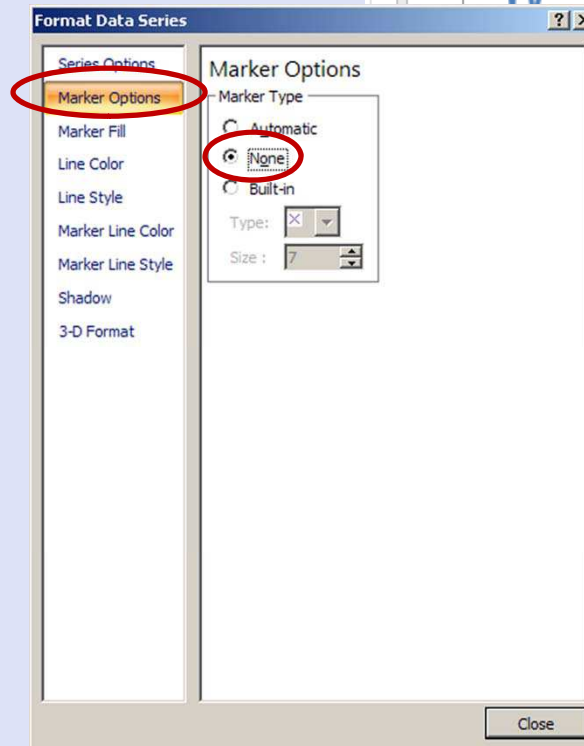 Format Data Series
Series Options
Marker Options
Marker Fill
Line Color
Line Style
Marker Line Color
Marker Line Style
Shadow
3-D Format
Marker Options
Marker Type
Automatic
None
Built-in
Type:
Size :
7
Close